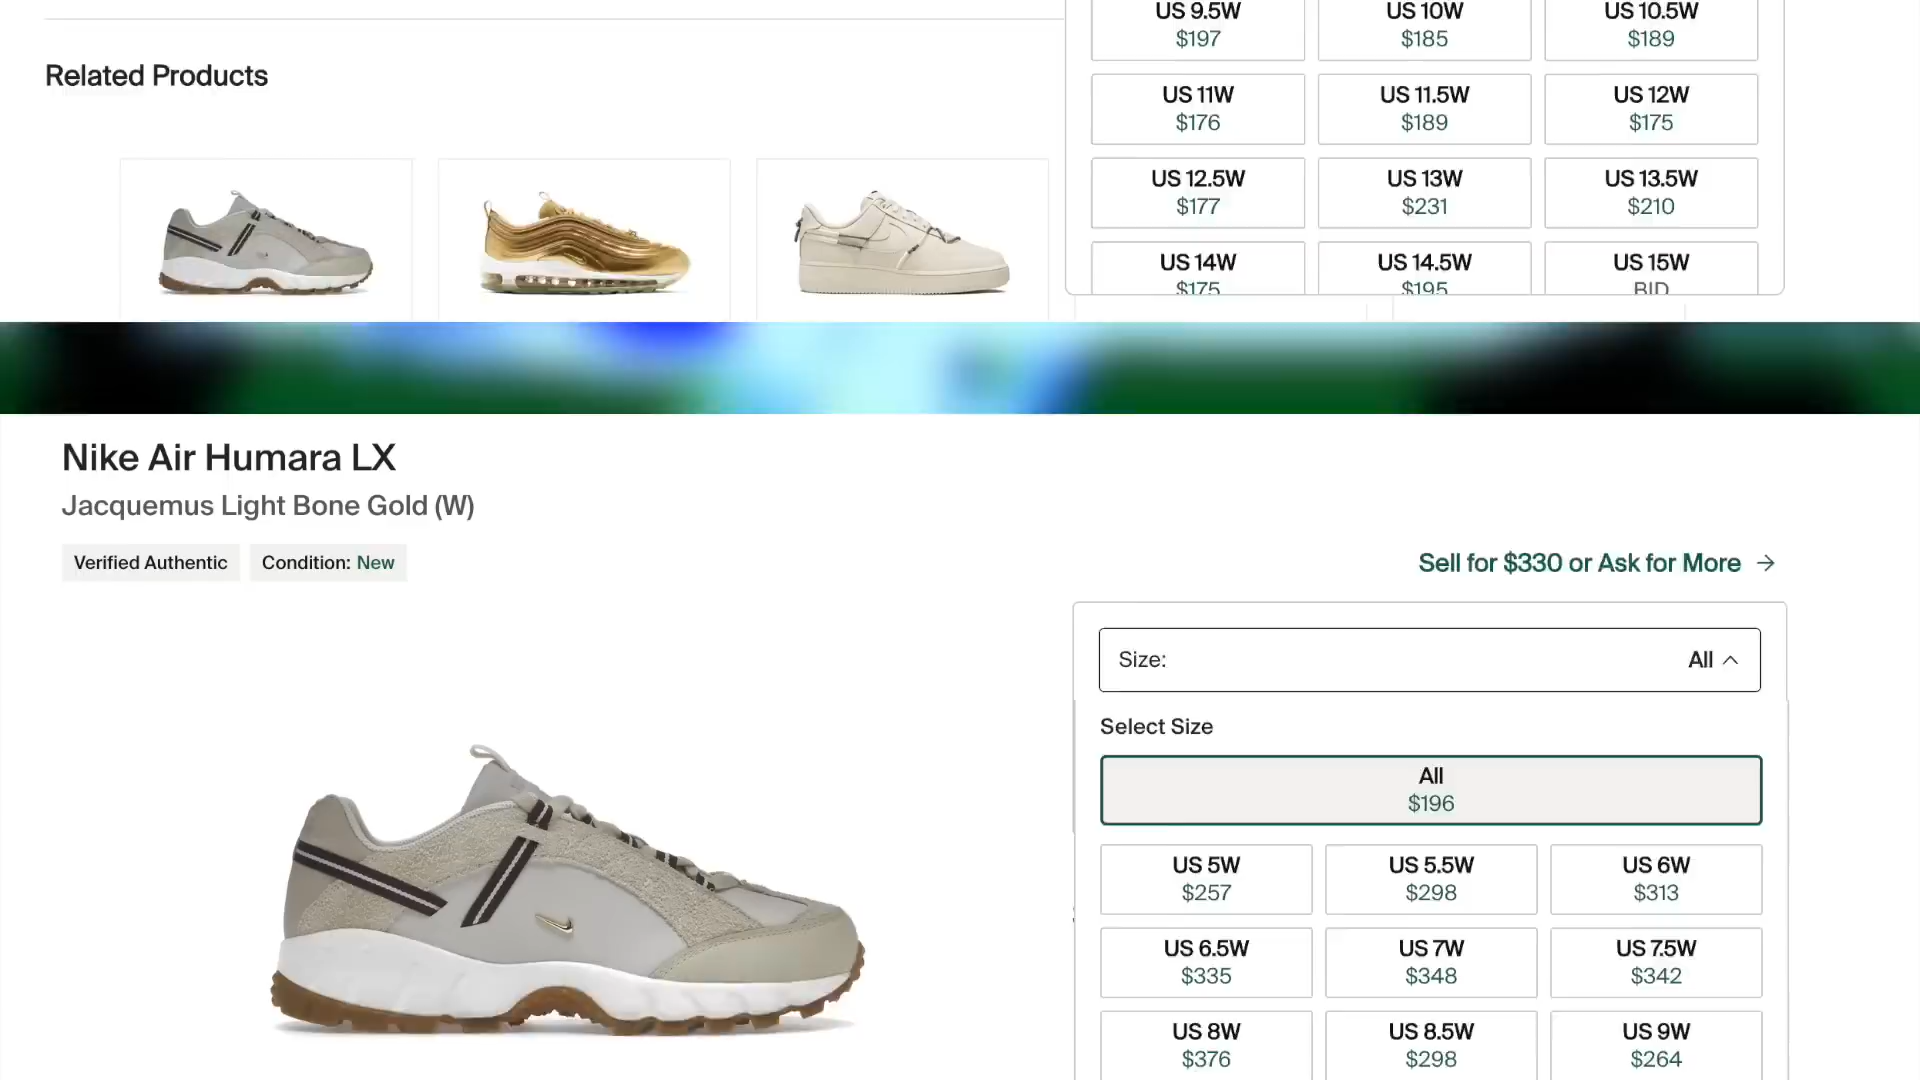 US 9.5W US 10W US 10.5W
$197 $185 $189
Related Products
US 11W US 11.5W US 12W
$176 $189 $175
US 12.5W US 13W US 13.5W
$177 $231 $210
US 14W US 14.5W US 15W
$175 $195 BID
Nike Air Humara LX
Jacquemus Light Bone Gold (W)
Verified Authentic Condition: New
Sell for $330 or Ask for More →
Size: All
Select Size
All
$196
US 5W US 5.5W US 6W
$257 $298 $313
US 6.5W US 7W US 7.5W
$335 $348 $342
US 8W US 8.5W US 9W
$376 $298 $264